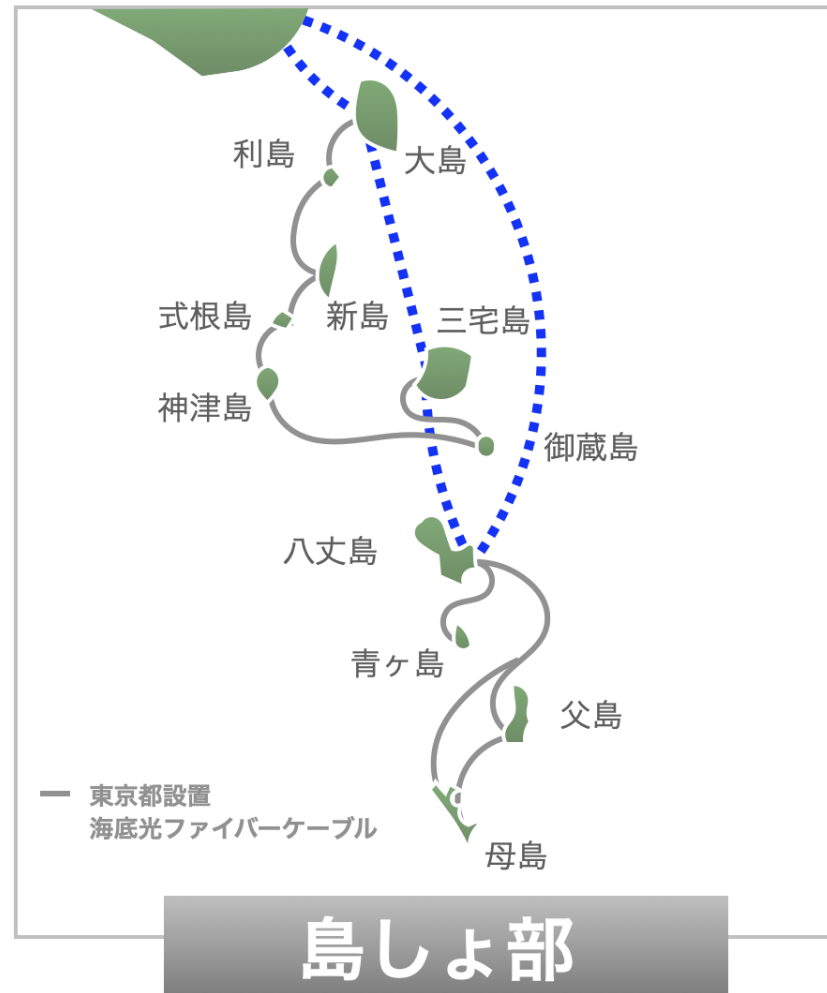 利島
大島
式根島
新島
三宅島
神津島
御蔵島
八丈島
青ヶ島
父島
東京都設置
海底光ファイバーケーブル
母島
島しょ部